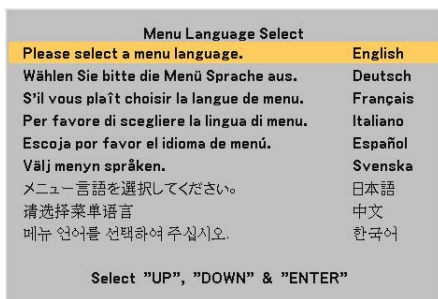 Menu Language Select
Please select a menu language. English
Wählen Sie bitte die Menü Sprache aus. Deutsch
S'il vous plaît choisir la langue de menu. Français
Per favore di scegliere la lingua di menu. Italiano
Escoja por favor el idioma de menú. Español
Välj menyn språken. Svenska
メニュー言語を選択してください。 日本語
请选择菜单语言 中文
메뉴 언어를 선택하여 주십시오. 한국어
Select "UP", "DOWN" & "ENTER"